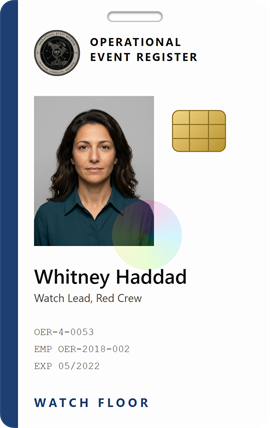 OPERATIONAL
EVENT REGISTER
Whitney Haddad
Watch Lead, Red Crew
OER-4-0053
EMP OER-2018-002
EXP 05/2022
WATCH FLOOR